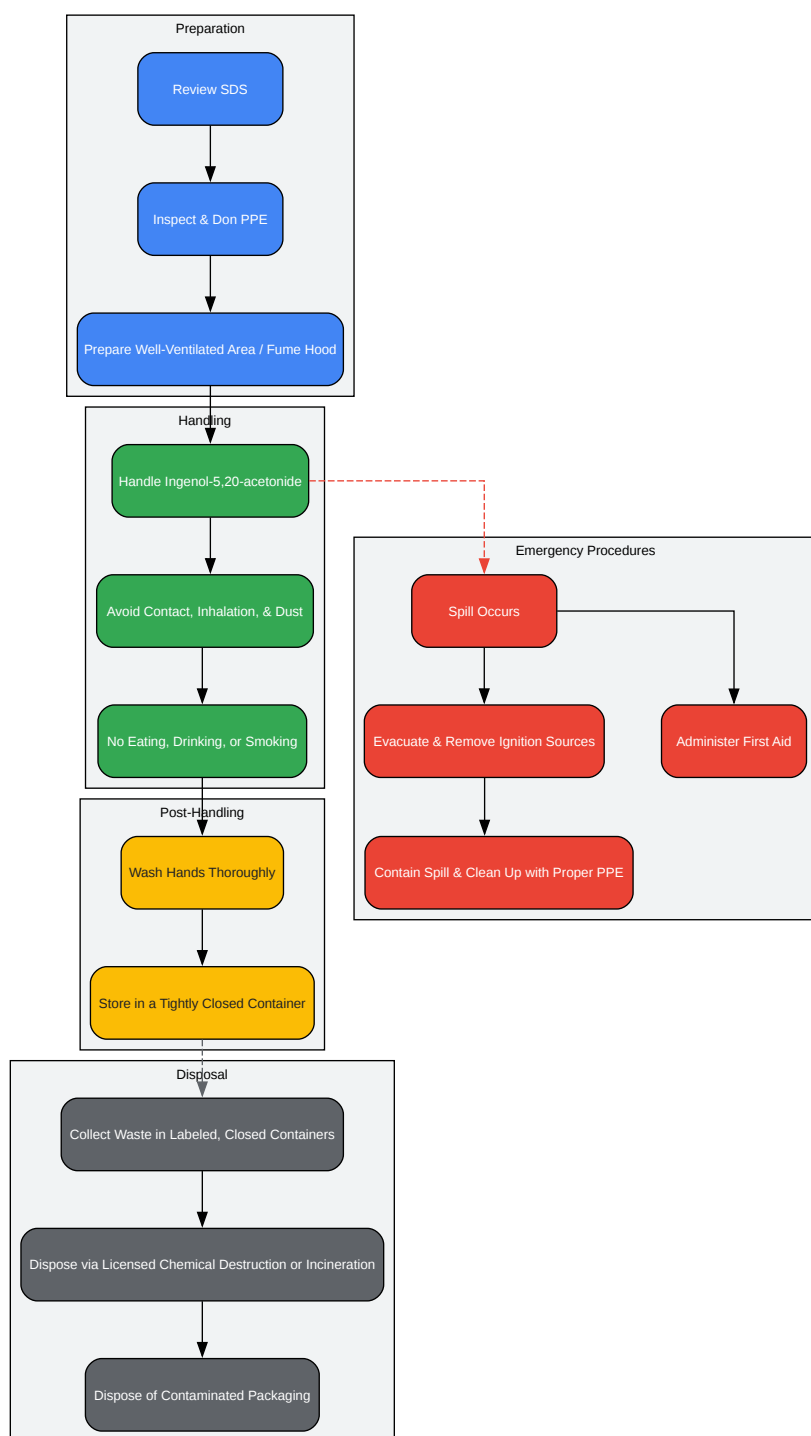 Preparation
Review SDS
Inspect & Don PPE
Prepare Well-Ventilated Area / Fume Hood
Handling
Handle Ingenol-5,20-acetonide
Avoid Contact, Inhalation, & Dust
No Eating, Drinking, or Smoking
Emergency Procedures
Spill Occurs
Evacuate & Remove Ignition Sources
Administer First Aid
Contain Spill & Clean Up with Proper PPE
Post-Handling
Wash Hands Thoroughly
Store in a Tightly Closed Container
Disposal
Collect Waste in Labeled, Closed Containers
Dispose via Licensed Chemical Destruction or Incineration
Dispose of Contaminated Packaging